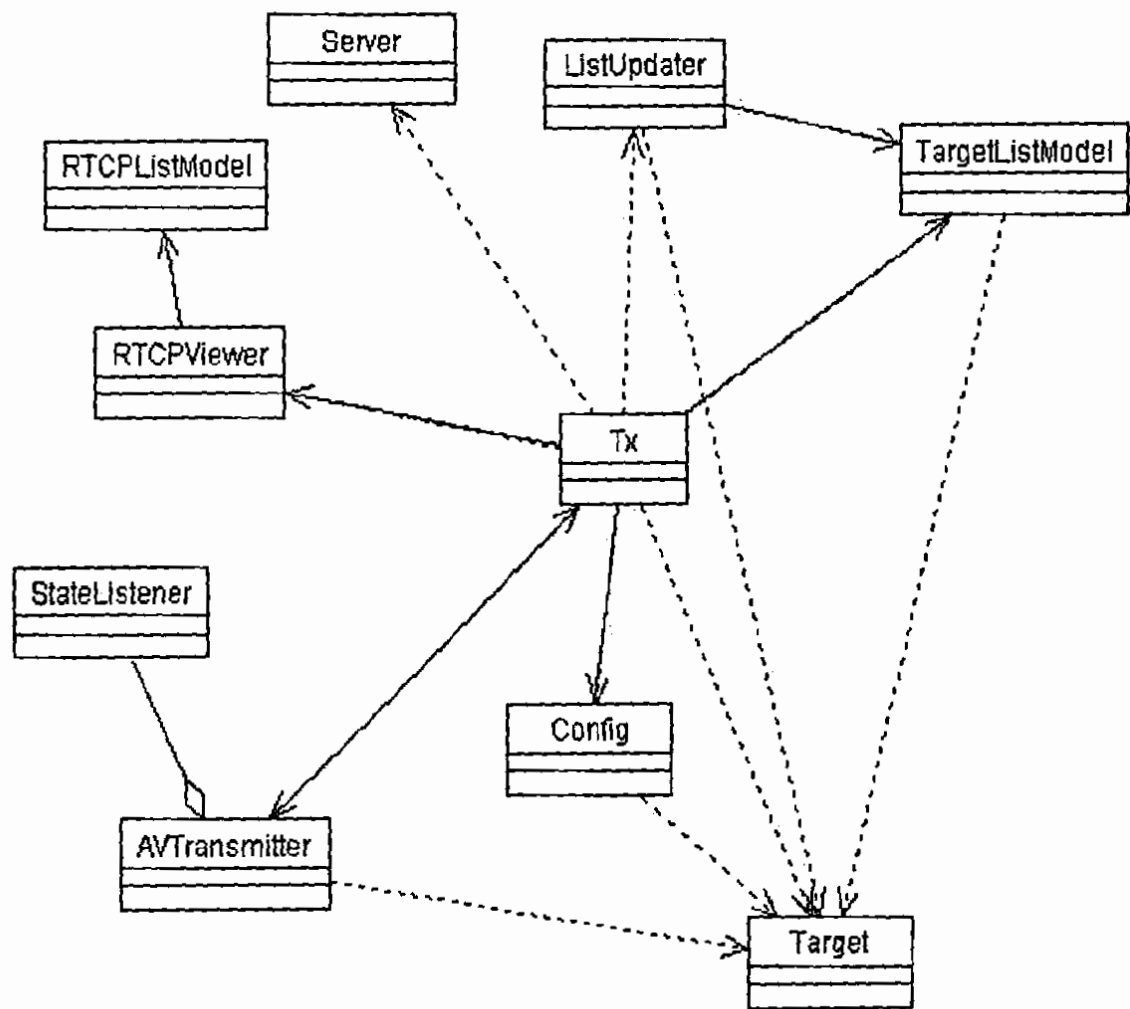 Server
ListUpdater
TargetListModel
RTCPListModel
RTCPViewer
Tx
StateListener
Config
AVTransmitter
Target